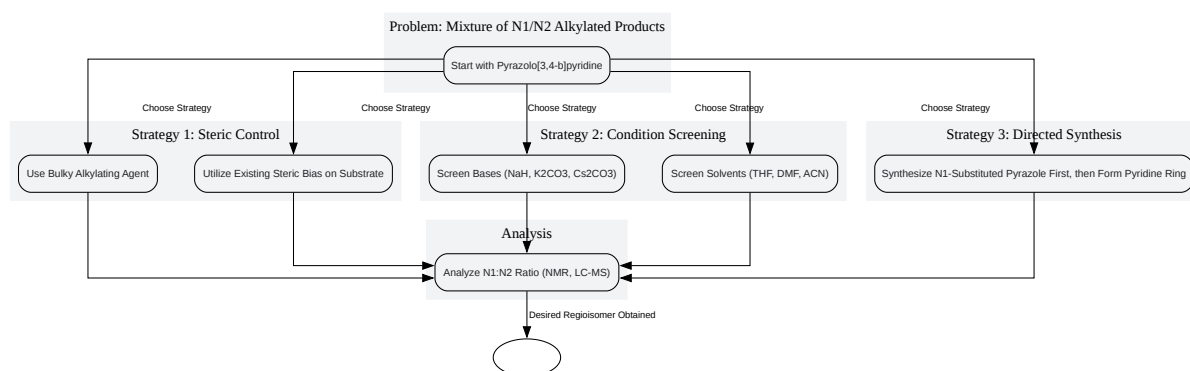 Problem: Mixture of N1/N2 Alkylated Products
Start with Pyrazolo[3,4-b]pyridine
Choose Strategy
Choose Strategy
Choose Strategy
Choose Strategy
Choose Strategy
Strategy 1: Steric Control
Strategy 2: Condition Screening
Strategy 3: Directed Synthesis
Use Bulky Alkylating Agent
Utilize Existing Steric Bias on Substrate
Screen Bases (NaH, K2CO3, Cs2CO3)
Screen Solvents (THF, DMF, ACN)
Synthesize N1-Substituted Pyrazole First, then Form Pyridine Ring
Analysis
Analyze N1:N2 Ratio (NMR, LC-MS)
Desired Regioisomer Obtained